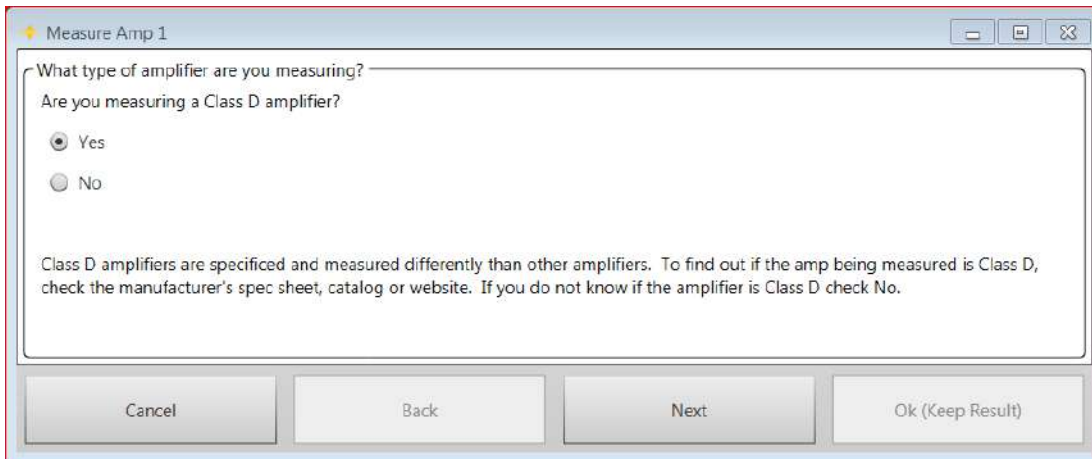 Measure Amp 1
What type of amplifier are you measuring?
Are you measuring a Class D amplifier?
Yes
No
Class D amplifiers are specificed and measured differently than other amplifiers. To find out if the amp being measured is Class D,
check the manufacturer's spec sheet, catalog or website. If you do not know if the amplifier is Class D check No.
Cancel
Back
Next
Ok (Keep Result)